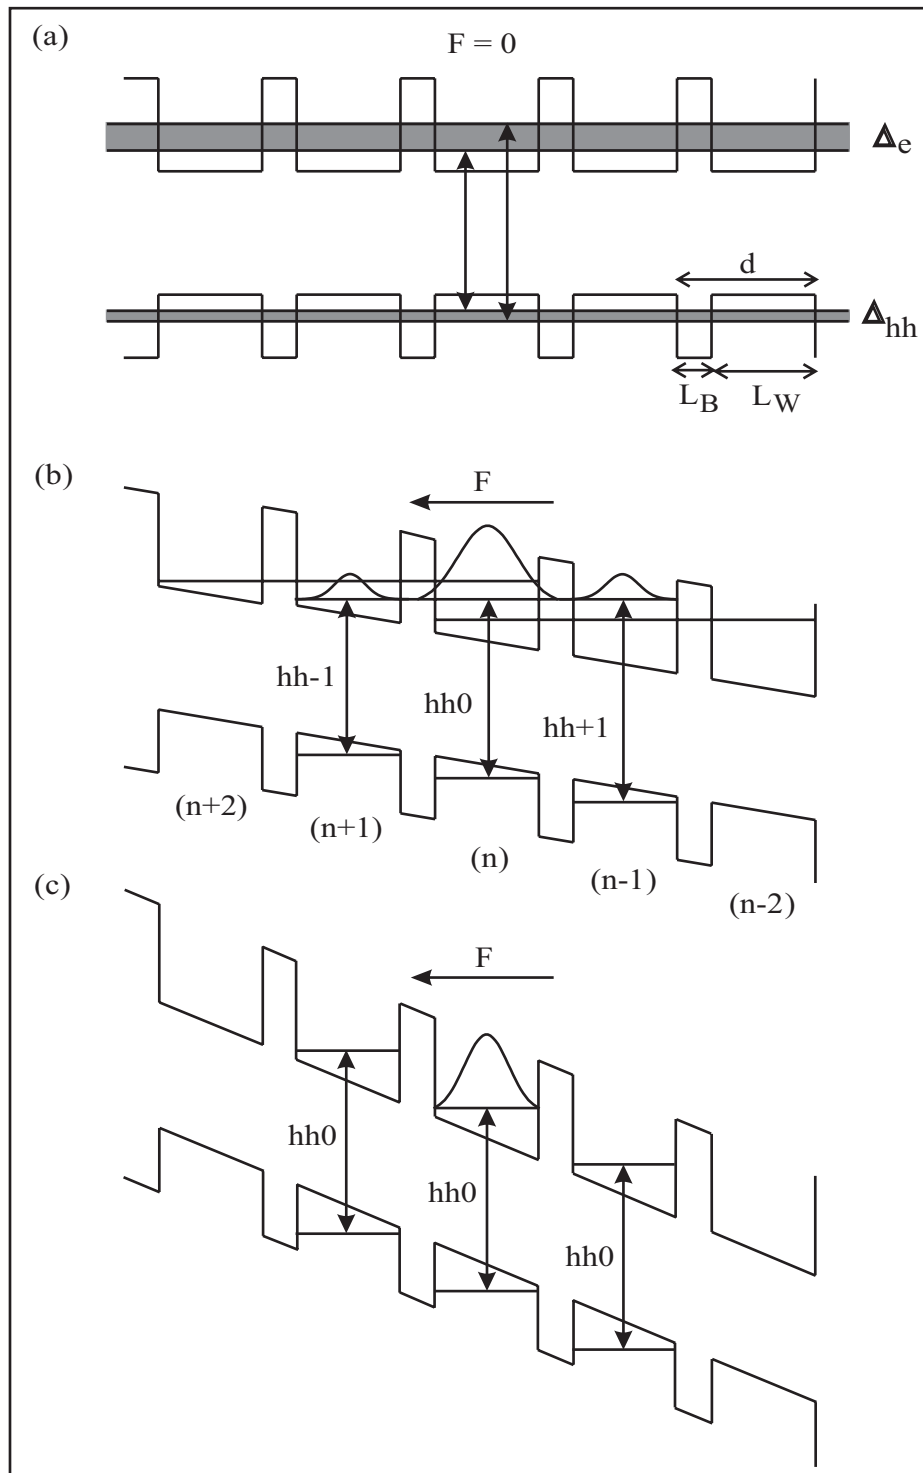 (a)
F = 0
Δe
d
Δhh
LB
LW
(b)
F
hh-1
hh0
hh+1
(n+2)
(n+1)
(n)
(n-1)
(n-2)
(c)
F
hh0
hh0
hh0